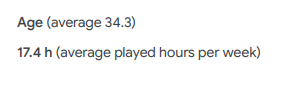 Age (average 34.3)
17.4 h (average played hours per week)